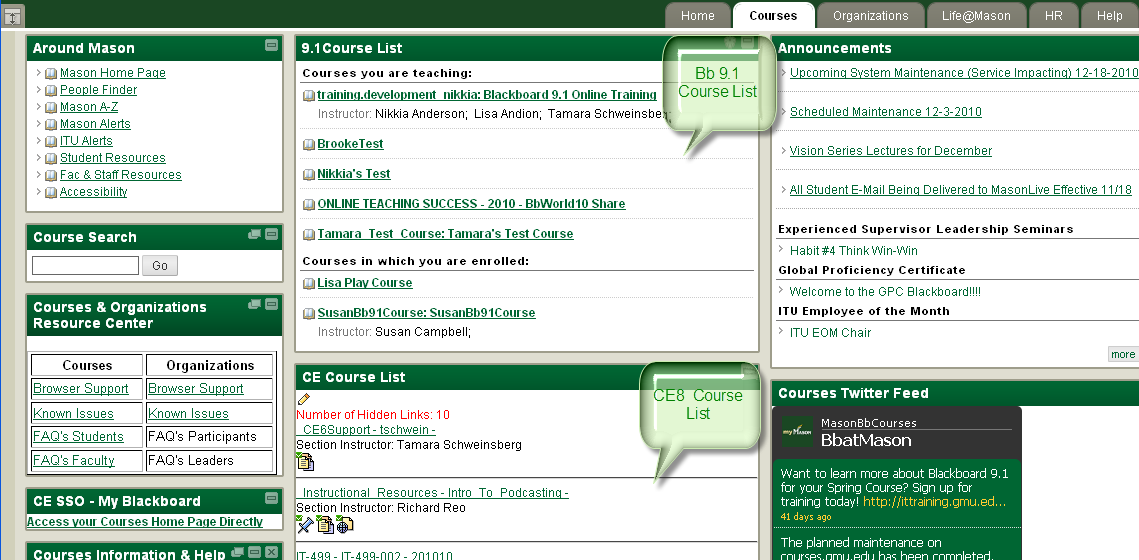 Home
Courses
Organizations
Life@Mason
HR
Help
Around Mason
Mason Home Page
People Finder
Mason A-Z
Mason Alerts
ITU Alerts
Student Resources
Fac & Staff Resources
Accessibility
Course Search
Go
Courses & Organizations
Resource Center
Courses Organizations
Browser Support Browser Support
Known Issues Known Issues
FAQ's Students FAQ's Participants
FAQ's Faculty FAQ's Leaders
CE SSO - My Blackboard
Access your Courses Home Page Directly
Courses Information & Help
9.1Course List
Courses you are teaching:
training.development_nikkia: Blackboard 9.1 Online Training
Instructor: Nikkia Anderson; Lisa Andion; Tamara Schweinsberg;
BrookeTest
Nikkia's Test
ONLINE TEACHING SUCCESS - 2010 - BbWorld10 Share
Tamara_Test_Course: Tamara's Test Course
Courses in which you are enrolled:
Lisa Play Course
SusanBb91Course: SusanBb91Course
Instructor: Susan Campbell;
Bb 9.1
Course List
CE Course List
Number of Hidden Links: 10
CE6Support - tschwein -
Section Instructor: Tamara Schweinsberg
Instructional_Resources - Intro_To_Podcasting -
Section Instructor: Richard Reo
IT-499 - IT-499-002 - 201010
CE8 Course
List
Announcements
Upcoming System Maintenance (Service Impacting) 12-18-2010
Scheduled Maintenance 12-3-2010
Vision Series Lectures for December
All Student E-Mail Being Delivered to MasonLive Effective 11/18
Experienced Supervisor Leadership Seminars
Habit #4 Think Win-Win
Global Proficiency Certificate
Welcome to the GPC Blackboard!!!!
ITU Employee of the Month
ITU EOM Chair
more
Courses Twitter Feed
myMason
MasonBbCourses
BbatMason
Want to learn more about Blackboard 9.1
for your Spring Course? Sign up for
training today! http://ittraining.gmu.ed...
41 days ago
The planned maintenance on
courses.gmu.edu has been completed.